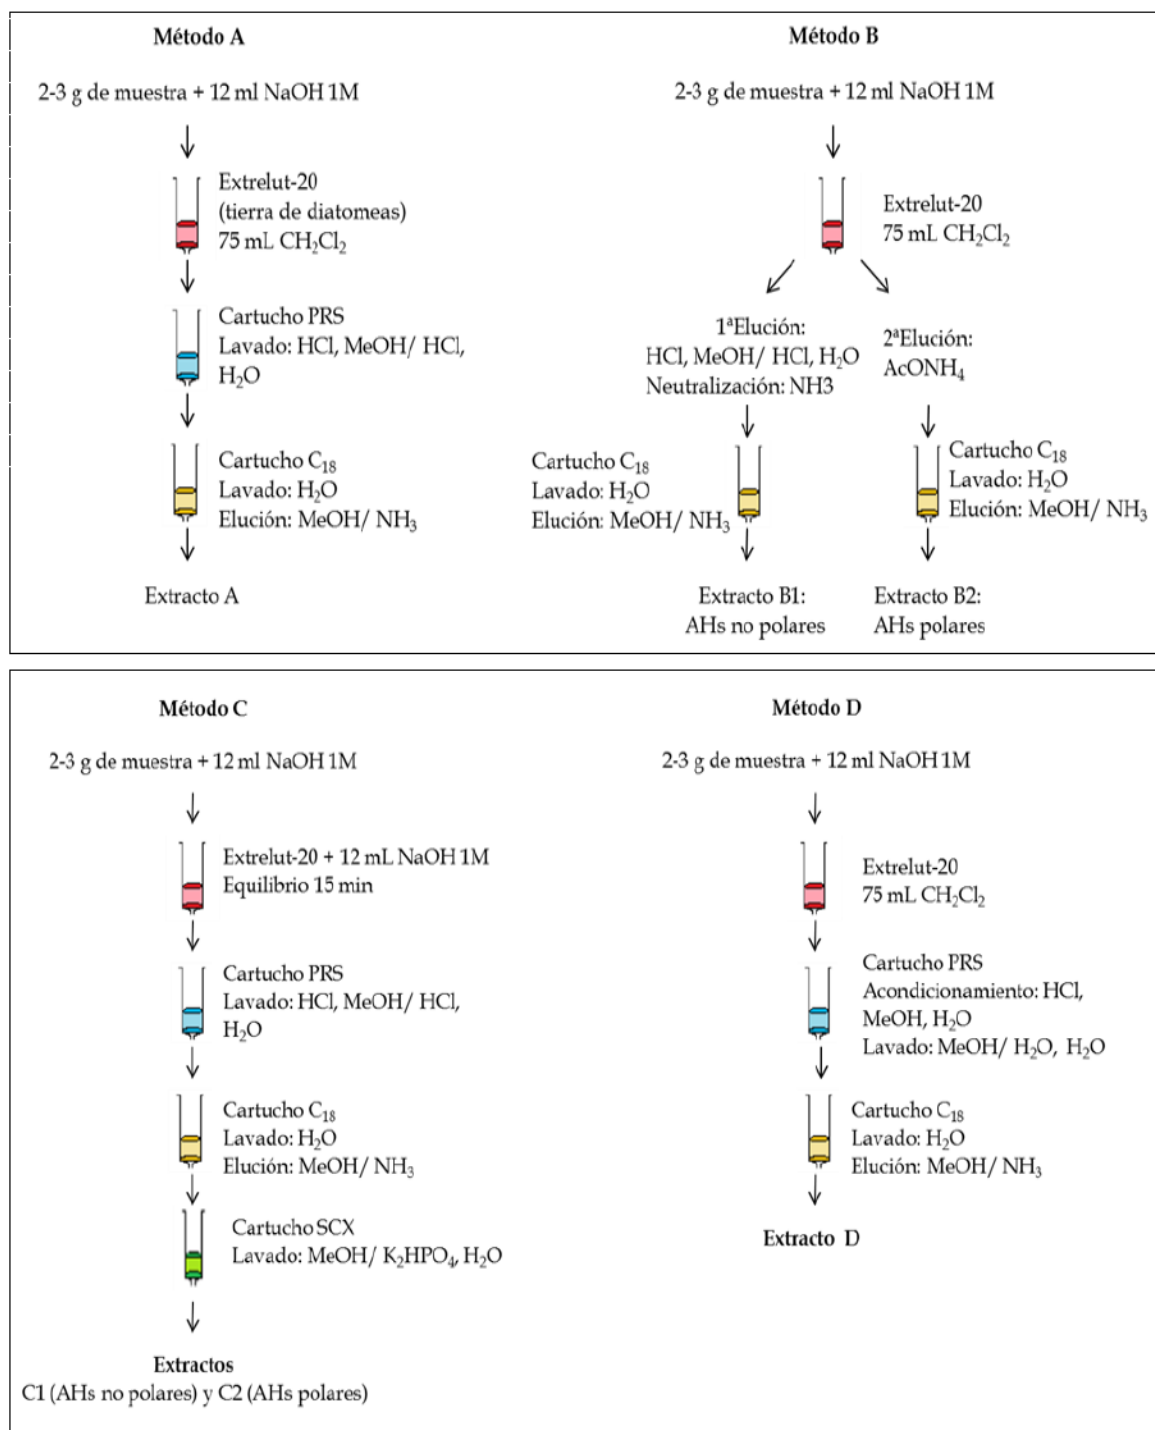 Método A
2-3 g de muestra + 12 ml NaOH 1M
Extrelut-20
(tierra de diatomeas)
75 mL CH₂Cl₂
Cartucho PRS
Lavado: HCl, MeOH/ HCl,
H₂O
Cartucho C₁₈
Lavado: H₂O
Elución: MeOH/ NH₃
Extracto A
Método B
2-3 g de muestra + 12 ml NaOH 1M
Extrelut-20
75 mL CH₂Cl₂
1ªElución:
HCl, MeOH/ HCl, H₂O
Neutralización: NH3
Cartucho C₁₈
Lavado: H₂O
Elución: MeOH/ NH₃
Extracto B1:
AHs no polares
2ªElución:
AcONH₄
Cartucho C₁₈
Lavado: H₂O
Elución: MeOH/ NH₃
Extracto B2:
AHs polares
Método C
2-3 g de muestra + 12 ml NaOH 1M
Extrelut-20 + 12 mL NaOH 1M
Equilibrio 15 min
Cartucho PRS
Lavado: HCl, MeOH/ HCl,
H₂O
Cartucho C₁₈
Lavado: H₂O
Elución: MeOH/ NH₃
Cartucho SCX
Lavado: MeOH/ K₂HPO₄, H₂O
Extractos
C1 (AHs no polares) y C2 (AHs polares)
Método D
2-3 g de muestra + 12 ml NaOH 1M
Extrelut-20
75 mL CH₂Cl₂
Cartucho PRS
Acondicionamiento: HCl,
MeOH, H₂O
Lavado: MeOH/ H₂O, H₂O
Cartucho C₁₈
Lavado: H₂O
Elución: MeOH/ NH₃
Extracto D